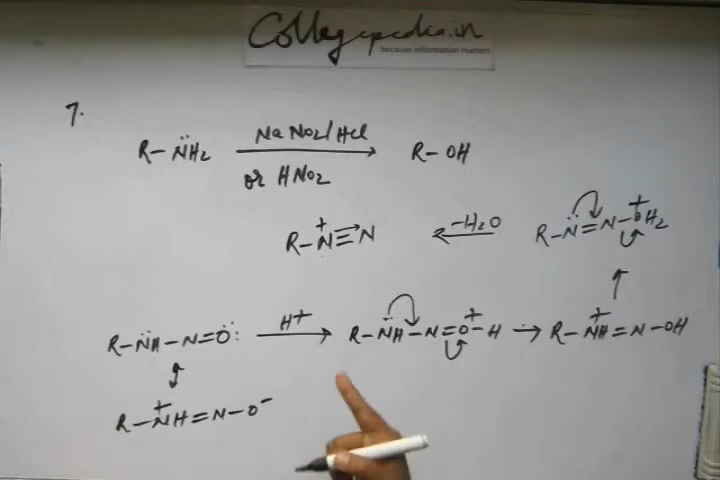 Collegepedia.in
because information matters
7.
R-N̈H2 NaNO2/HCl or HNO2 → R-OH
R-N⁺≡N ← -H2O R-N̈=N-O⁺H2
R-N̈H-N=Ö: H+ → R-N̈H-N=O⁺-H → R-N⁺H=N-OH
R-N⁺H=N-O⁻